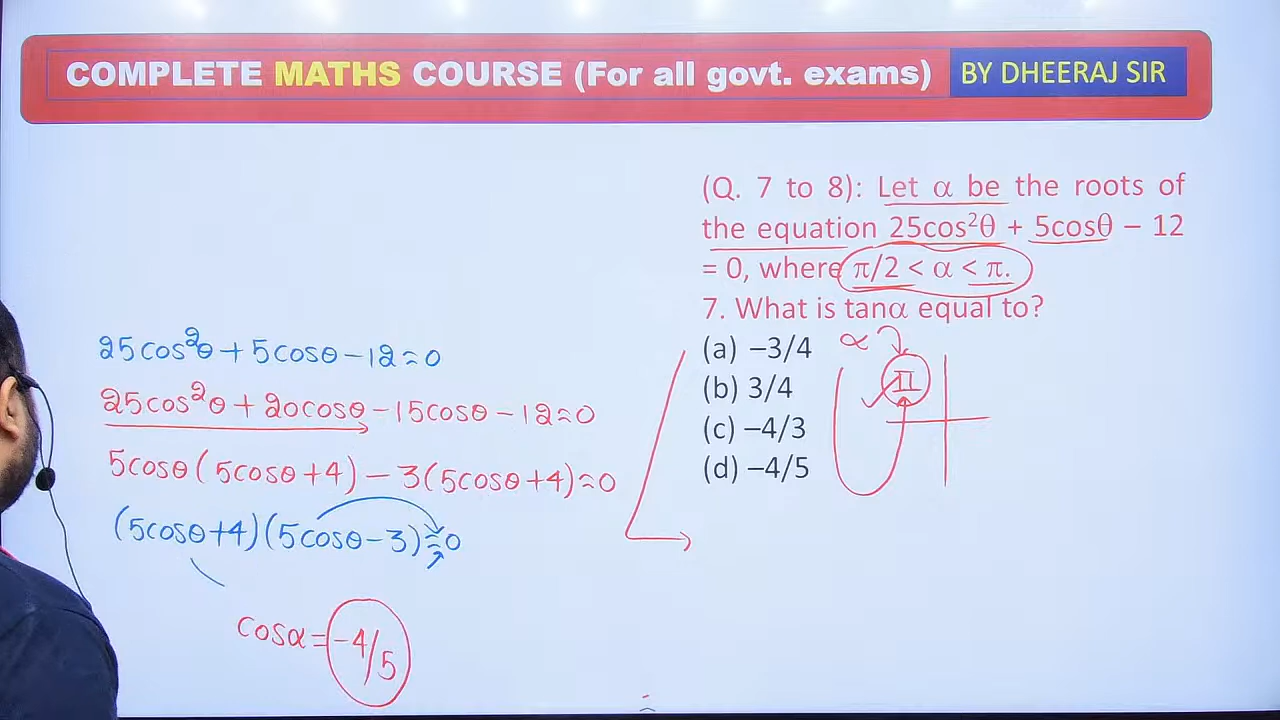 COMPLETE MATHS COURSE (For all govt. exams) BY DHEERAJ SIR
(Q. 7 to 8): Let α be the roots of
the equation 25cos²θ + 5cosθ – 12
= 0, where π/2 < α < π.
7. What is tanα equal to?
(a) –3/4
(b) 3/4
(c) –4/3
(d) –4/5
α
II
25cos²θ + 5cosθ – 12 = 0
25cos²θ + 20cosθ – 15cosθ – 12 = 0
5cosθ(5cosθ+4) – 3(5cosθ+4) = 0
(5cosθ+4)(5cosθ–3) = 0
cosα = –4/5